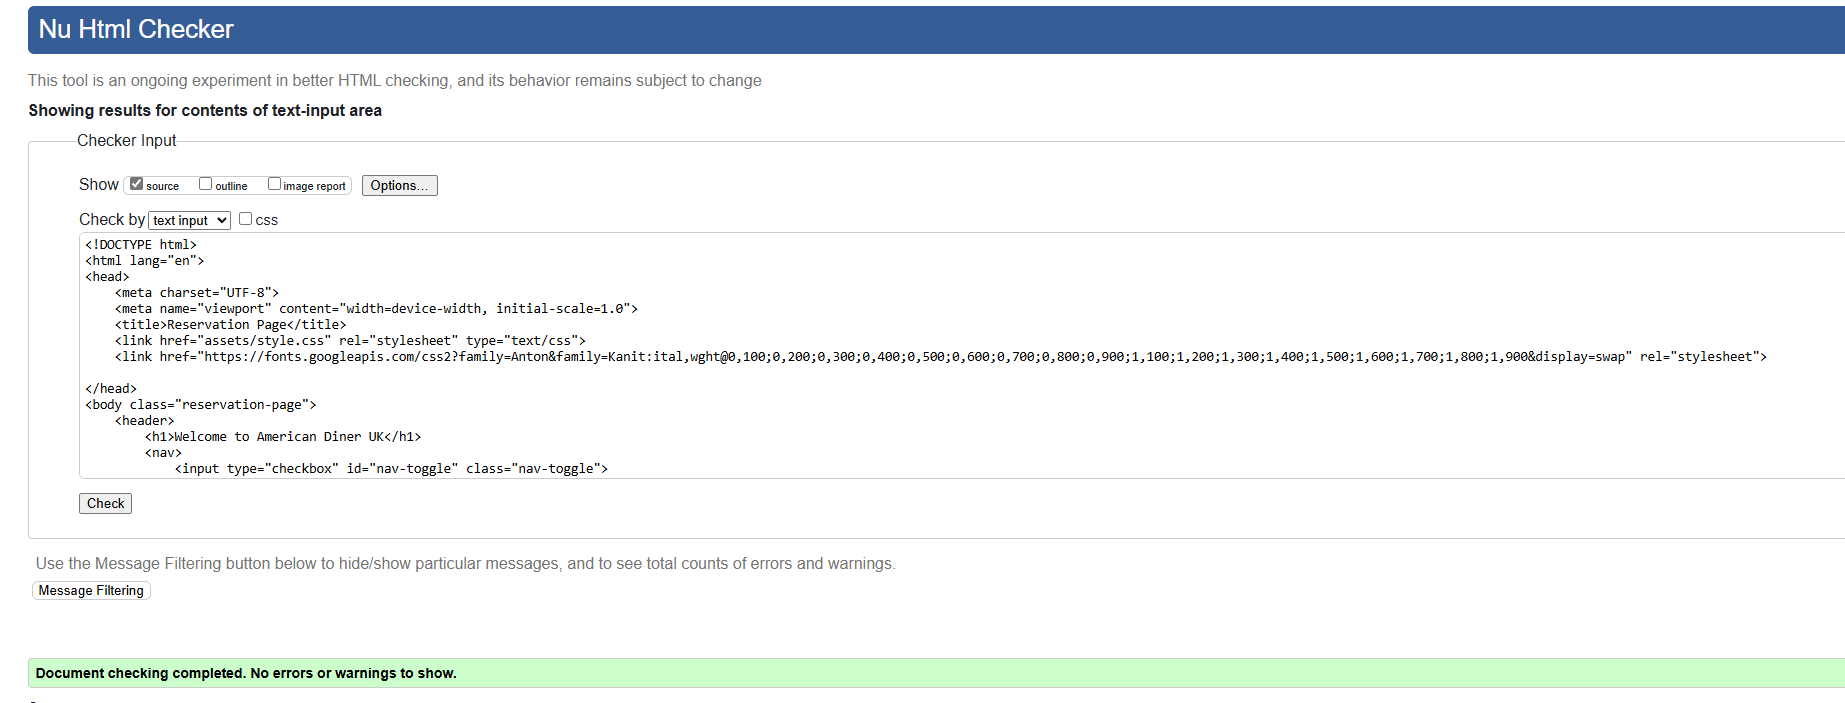 Nu Html Checker
This tool is an ongoing experiment in better HTML checking, and its behavior remains subject to change
Showing results for contents of text-input area
Checker Input
Show source outline image report Options...
Check by text input css
<!DOCTYPE html>
<html lang="en">
<head>
    <meta charset="UTF-8">
    <meta name="viewport" content="width=device-width, initial-scale=1.0">
    <title>Reservation Page</title>
    <link href="assets/style.css" rel="stylesheet" type="text/css">
    <link href="https://fonts.googleapis.com/css2?family=Anton&family=Kanit:ital,wght@0,100;0,200;0,300;0,400;0,500;0,600;0,700;0,800;0,900;1,100;1,200;1,300;1,400;1,500;1,600;1,700;1,800;1,900&display=swap" rel="stylesheet">
</head>
<body class="reservation-page">
    <header>
        <h1>Welcome to American Diner UK</h1>
        <nav>
            <input type="checkbox" id="nav-toggle" class="nav-toggle">
Check
Use the Message Filtering button below to hide/show particular messages, and to see total counts of errors and warnings.
Message Filtering
Document checking completed. No errors or warnings to show.